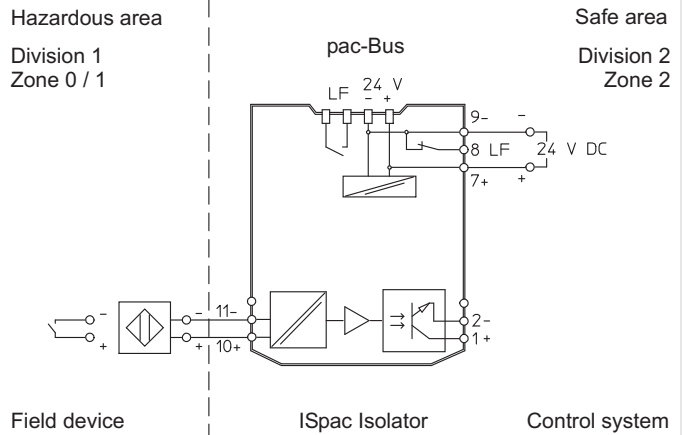 Hazardous area
Safe area
Division 1
Zone 0 / 1
pac-Bus
Division 2
Zone 2
LF
24 V
- +
9-
-
8 LF
24 V DC
7+
+
-
-
11-
2-
+
+
10+
1+
Field device
ISpac Isolator
Control system